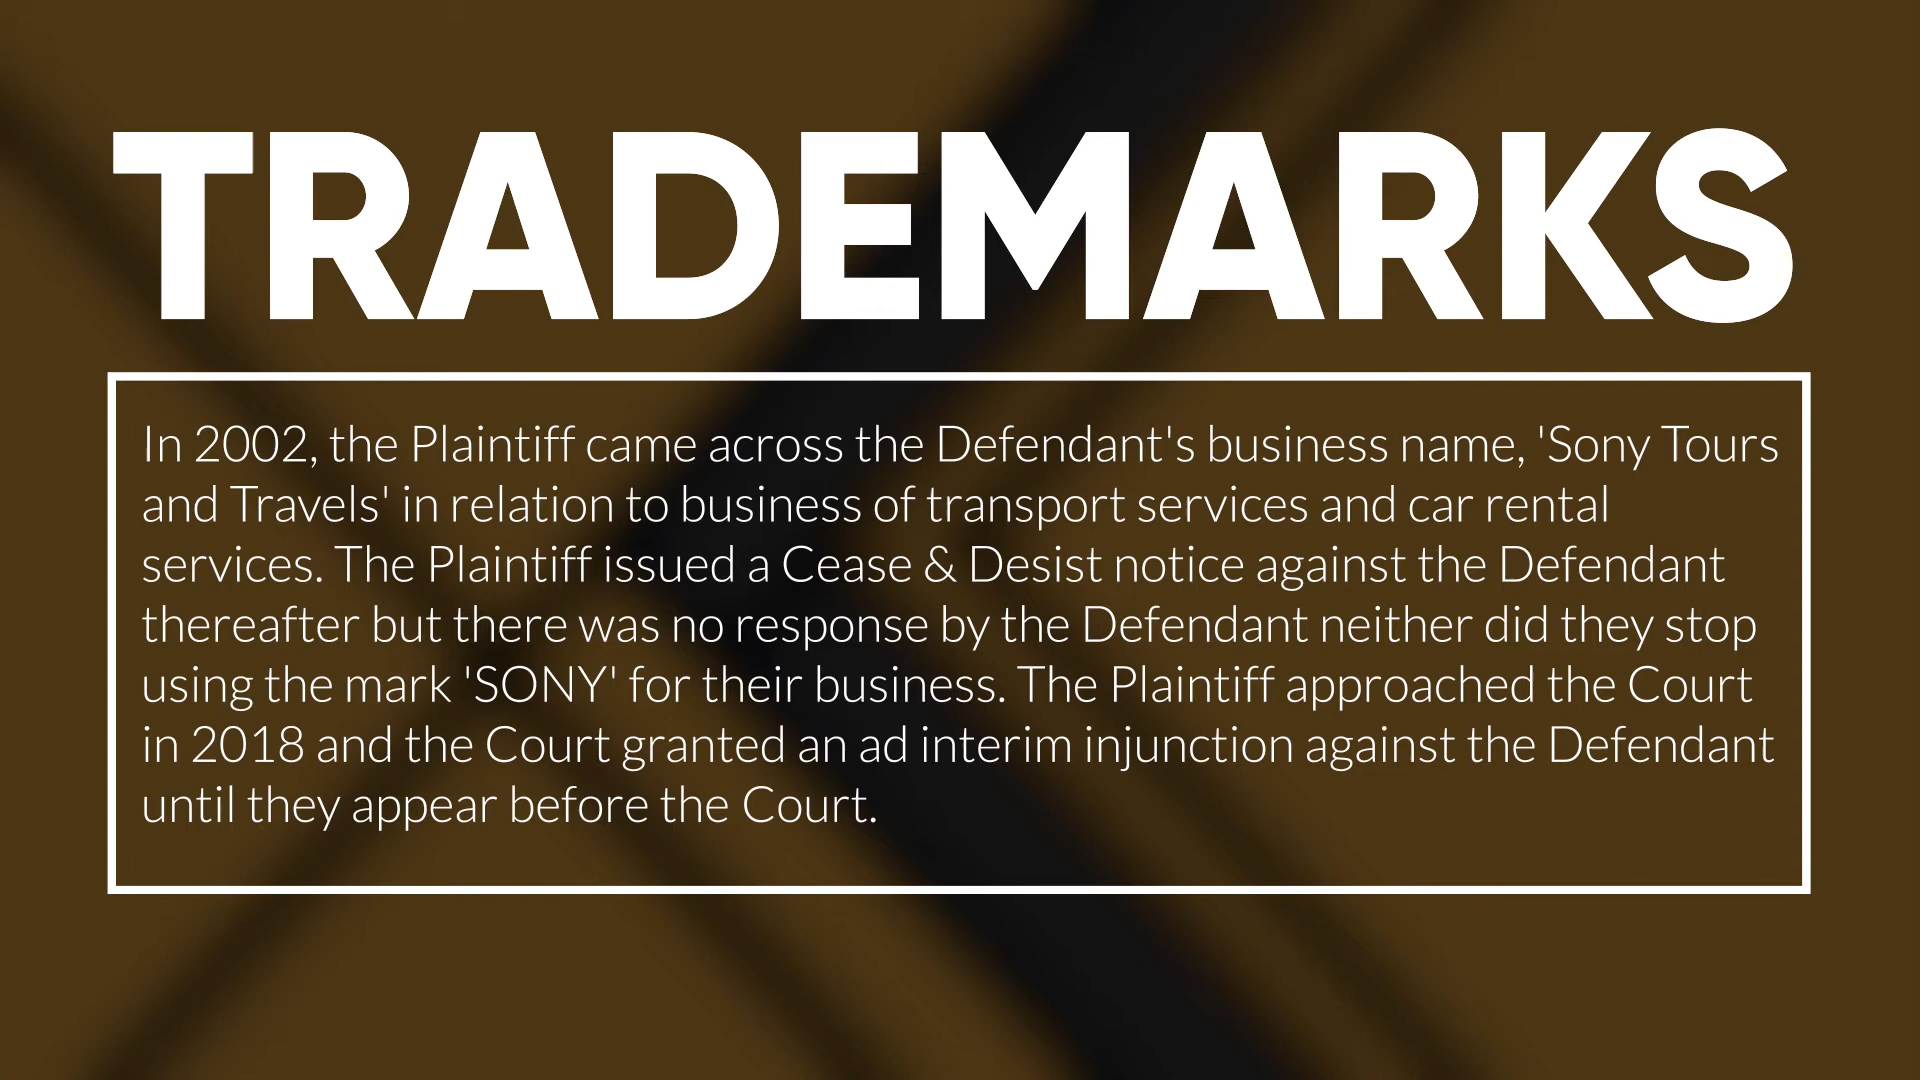 TRADEMARKS
In 2002, the Plaintiff came across the Defendant's business name, 'Sony Tours
and Travels' in relation to business of transport services and car rental
services. The Plaintiff issued a Cease & Desist notice against the Defendant
thereafter but there was no response by the Defendant neither did they stop
using the mark 'SONY' for their business. The Plaintiff approached the Court
in 2018 and the Court granted an ad interim injunction against the Defendant
until they appear before the Court.